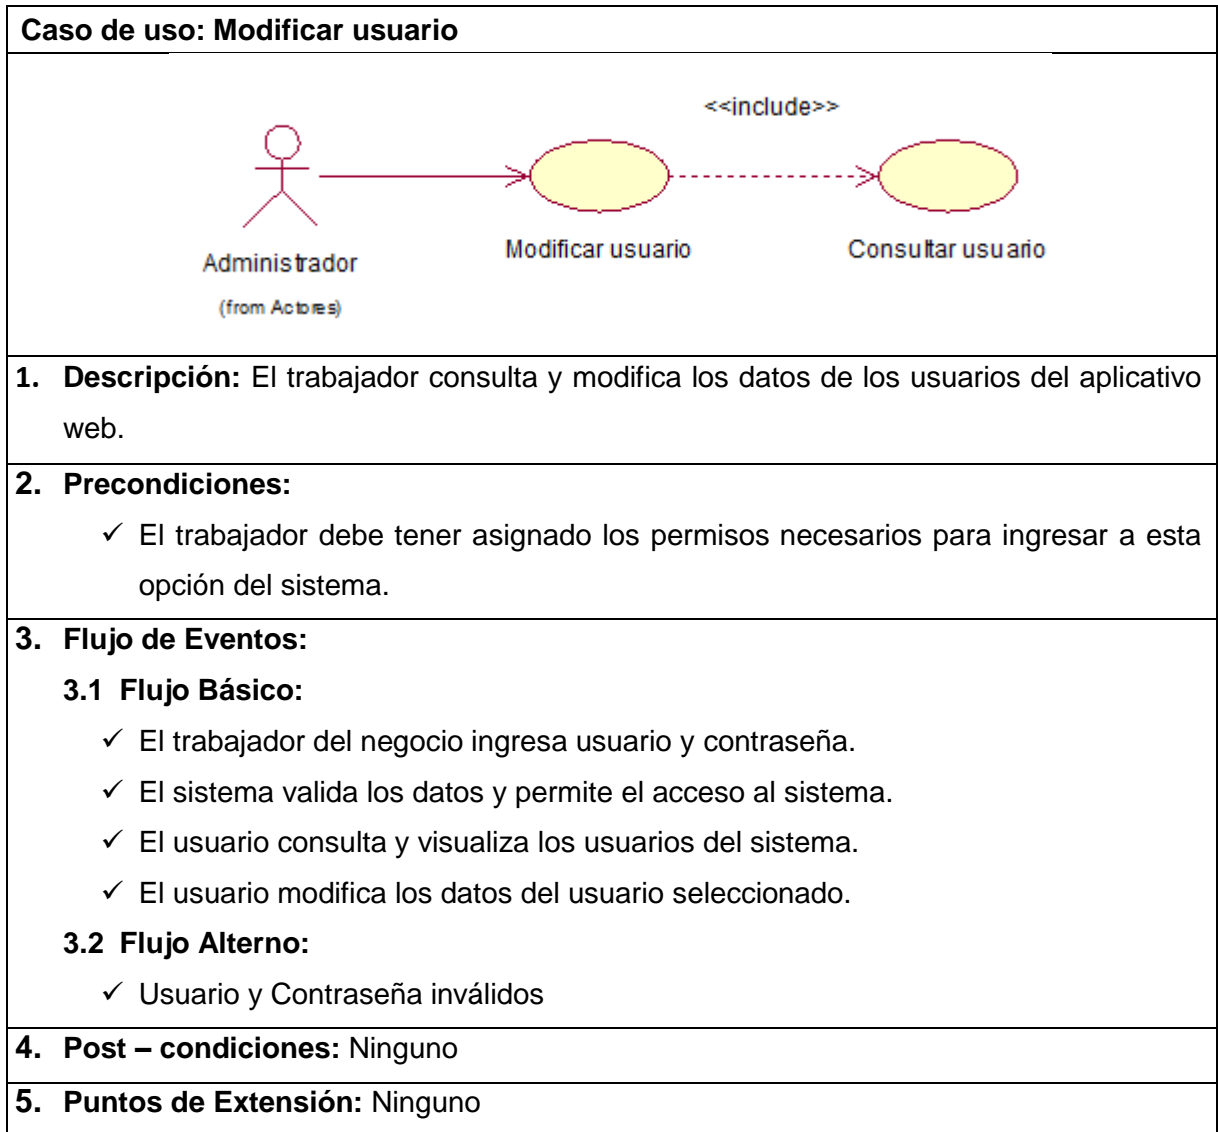 Caso de uso: Modificar usuario
<<include>>
Modificar usuario
Consultar usuario
Administrador
(from Actores)
1. Descripción: El trabajador consulta y modifica los datos de los usuarios del aplicativo
web.
2. Precondiciones:
✓ El trabajador debe tener asignado los permisos necesarios para ingresar a esta
opción del sistema.
3. Flujo de Eventos:
3.1 Flujo Básico:
✓ El trabajador del negocio ingresa usuario y contraseña.
✓ El sistema valida los datos y permite el acceso al sistema.
✓ El usuario consulta y visualiza los usuarios del sistema.
✓ El usuario modifica los datos del usuario seleccionado.
3.2 Flujo Alterno:
✓ Usuario y Contraseña inválidos
4. Post – condiciones: Ninguno
5. Puntos de Extensión: Ninguno